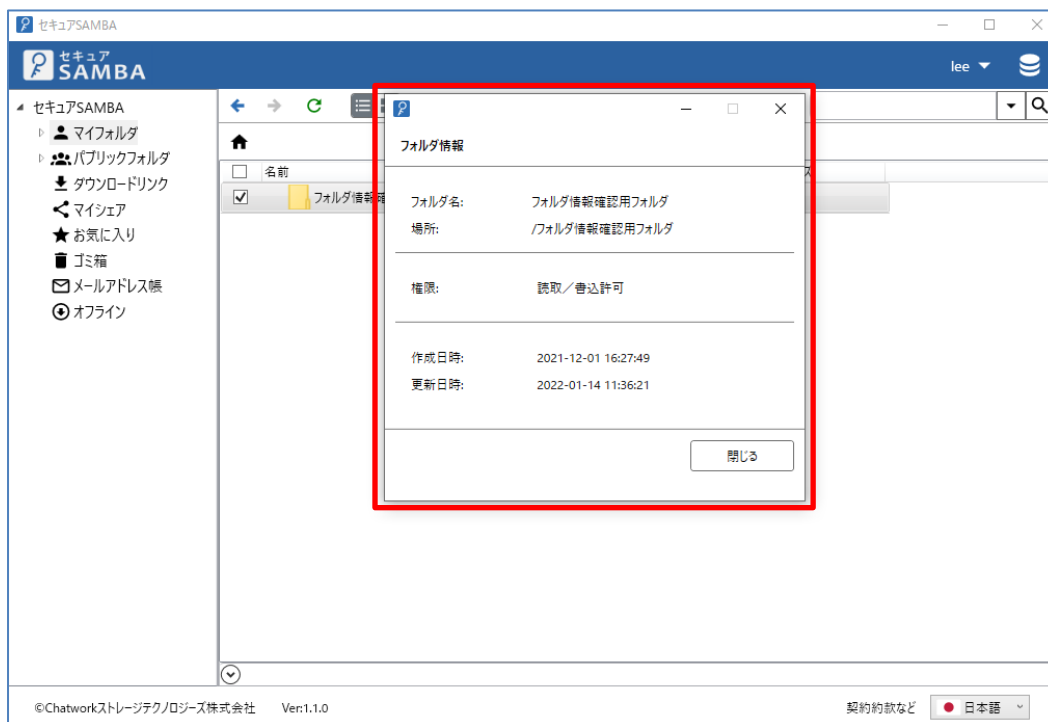 セキュアSAMBA
セキュア
SAMBA
lee
セキュアSAMBA
マイフォルダ
パブリックフォルダ
ダウンロードリンク
マイシェア
お気に入り
ゴミ箱
メールアドレス帳
オフライン
名前
フォルダ情報確
フォルダ情報
フォルダ名: フォルダ情報確認用フォルダ
場所: /フォルダ情報確認用フォルダ
権限: 読取／書込許可
作成日時: 2021-12-01 16:27:49
更新日時: 2022-01-14 11:36:21
閉じる
©Chatworkストレージテクノロジーズ株式会社 Ver:1.1.0
契約約款など 日本語